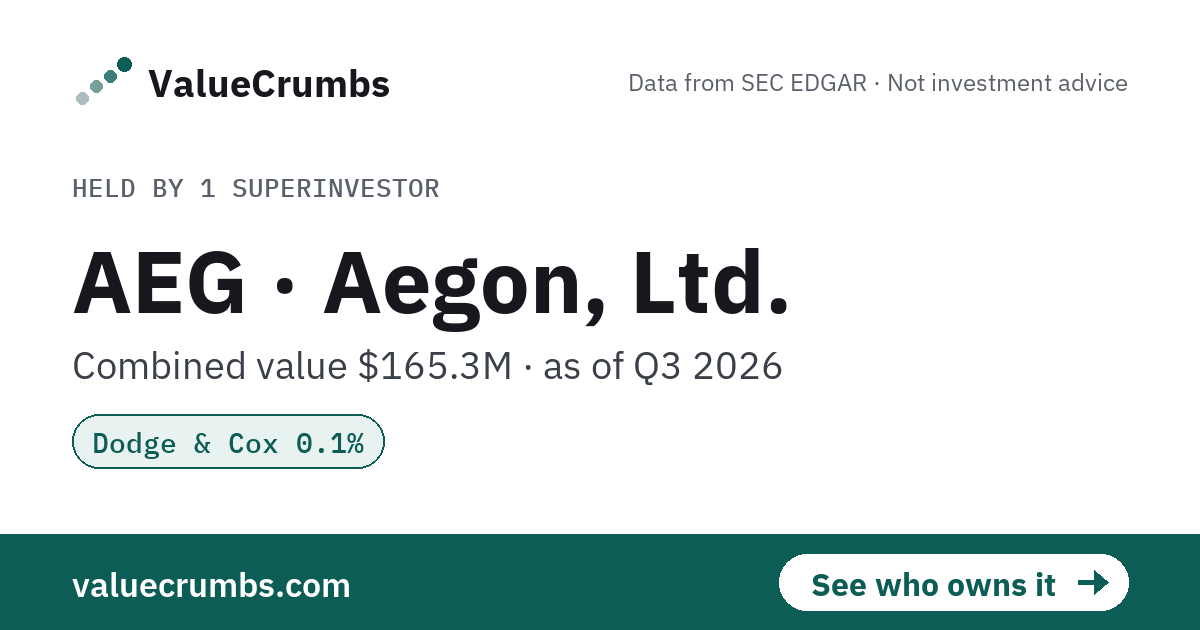 ValueCrumbs
Data from SEC EDGAR · Not investment advice
HELD BY 1 SUPERINVESTOR
AEG · Aegon, Ltd.
Combined value $165.3M · as of Q3 2026
Dodge & Cox 0.1%
valuecrumbs.com
See who owns it →